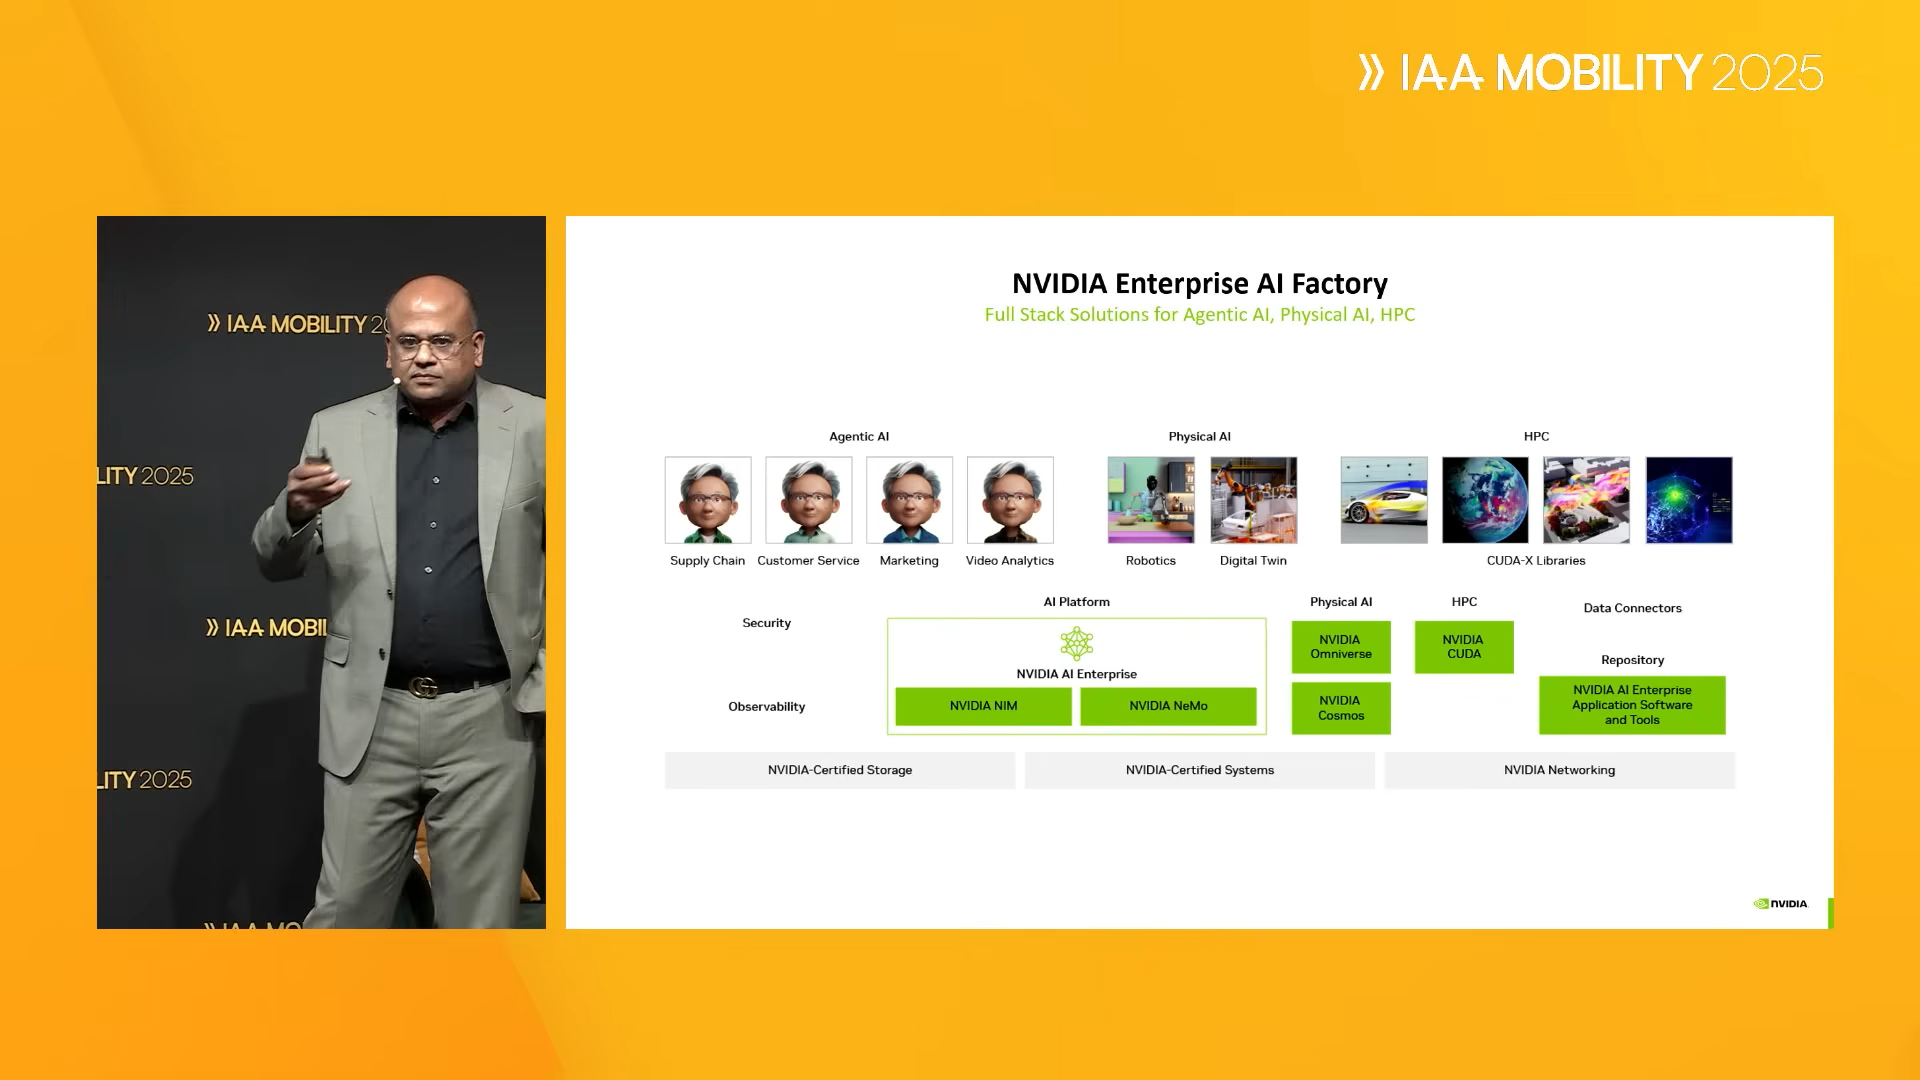 IAA MOBILITY 2025
IAA MOBILITY 20
LITY 2025
IAA MOBIL
LITY 2025
IAA MO
NVIDIA Enterprise AI Factory
Full Stack Solutions for Agentic AI, Physical AI, HPC
Agentic AI
Physical AI
HPC
Supply Chain
Customer Service
Marketing
Video Analytics
Robotics
Digital Twin
CUDA-X Libraries
Security
Observability
AI Platform
NVIDIA AI Enterprise
NVIDIA NIM
NVIDIA NeMo
Physical AI
NVIDIA
Omniverse
NVIDIA
Cosmos
HPC
NVIDIA
CUDA
Data Connectors
Repository
NVIDIA AI Enterprise
Application Software
and Tools
NVIDIA-Certified Storage
NVIDIA-Certified Systems
NVIDIA Networking
NVIDIA